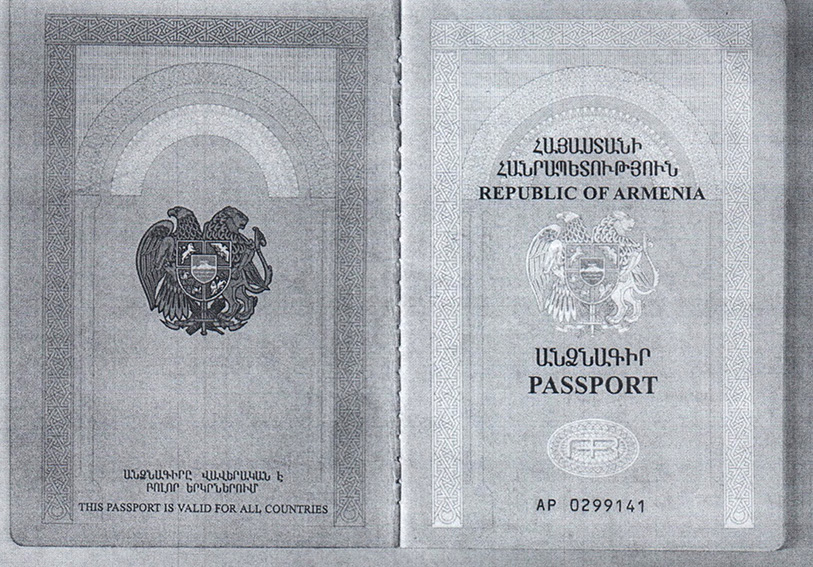 ԱՆՁՆԱԳԻՐԸ ՎԱՎԵՐԱԿԱՆ Է
ԲՈԼՈՐ ԵՐԿՐՆԵՐՈՒՄ
THIS PASSPORT IS VALID FOR ALL COUNTRIES
ՀԱՅԱՍՏԱՆԻ
ՀԱՆՐԱՊԵՏՈՒԹՅՈՒՆ
REPUBLIC OF ARMENIA
ԱՆՁՆԱԳԻՐ
PASSPORT
AP 0299141